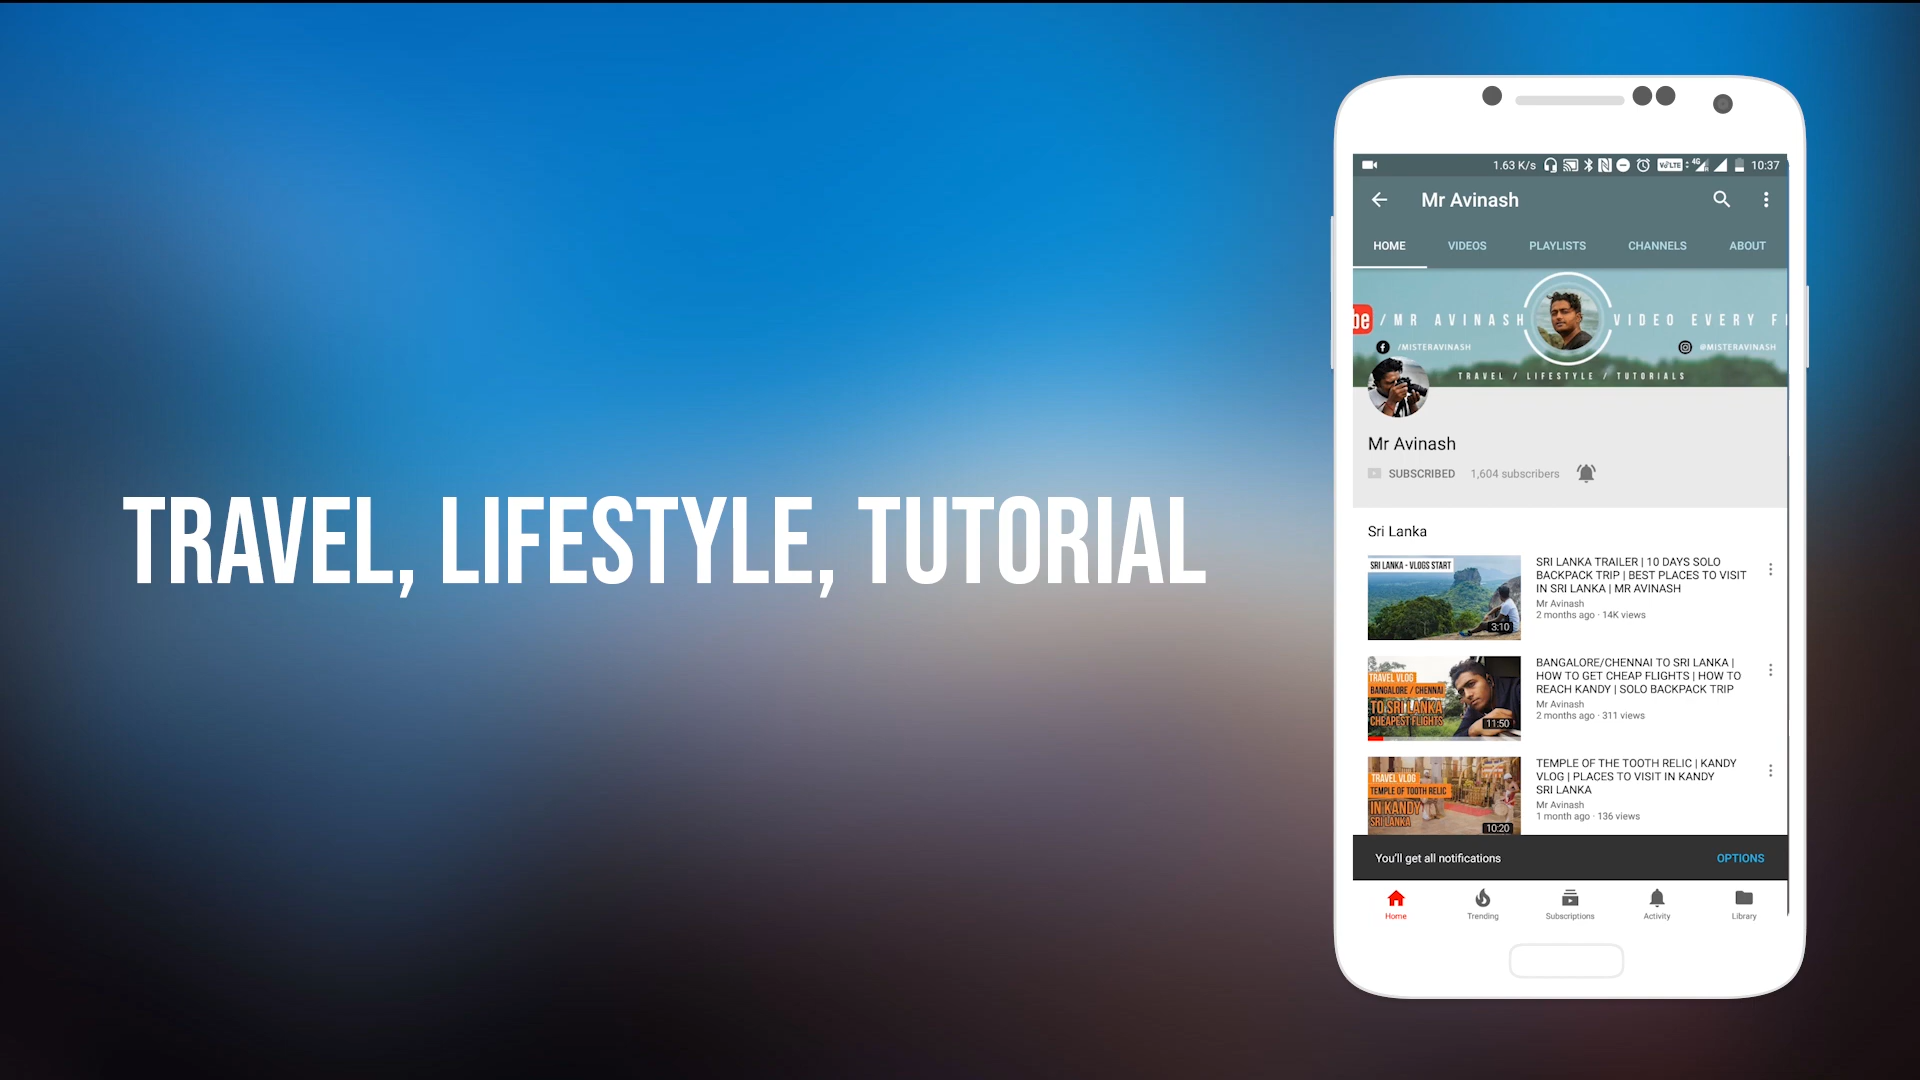 TRAVEL, LIFESTYLE, TUTORIAL
1.63 K/s VoLTE 4G 10:37
Mr Avinash
HOME VIDEOS PLAYLISTS CHANNELS ABOUT
be /MR AVINASH VIDEO EVERY F
/MISTERAVINASH @MISTERAVINASH
TRAVEL / LIFESTYLE / TUTORIALS
Mr Avinash
SUBSCRIBED 1,604 subscribers
Sri Lanka
SRI LANKA - VLOGS START
3:10
SRI LANKA TRAILER | 10 DAYS SOLO
BACKPACK TRIP | BEST PLACES TO VISIT
IN SRI LANKA | MR AVINASH
Mr Avinash
2 months ago · 14K views
TRAVEL VLOG
BANGALORE / CHENNAI
TO SRI LANKA
CHEAPEST FLIGHTS
11:50
BANGALORE/CHENNAI TO SRI LANKA |
HOW TO GET CHEAP FLIGHTS | HOW TO
REACH KANDY | SOLO BACKPACK TRIP
Mr Avinash
2 months ago · 311 views
TRAVEL VLOG
TEMPLE OF TOOTH RELIC
IN KANDY
SRI LANKA
10:20
TEMPLE OF THE TOOTH RELIC | KANDY
VLOG | PLACES TO VISIT IN KANDY
SRI LANKA
Mr Avinash
1 month ago · 136 views
You'll get all notifications OPTIONS
Home Trending Subscriptions Activity Library